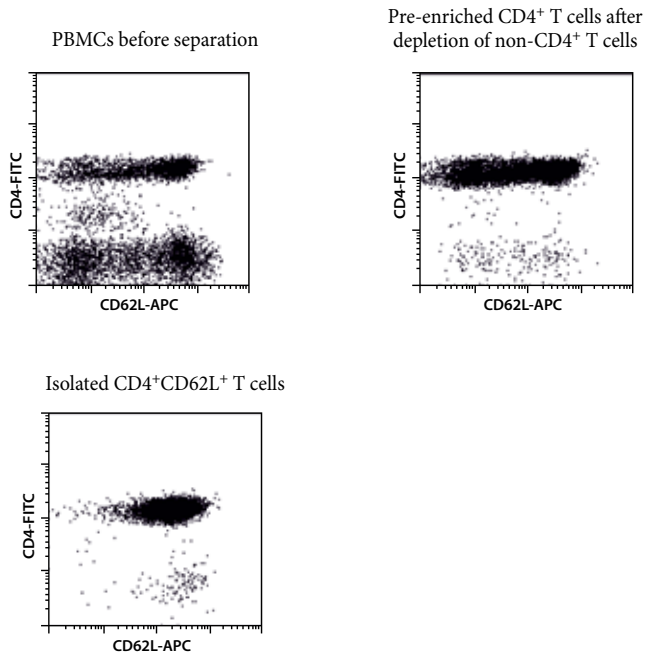 PBMCs before separation
CD4-FITC
CD62L-APC
Pre-enriched CD4⁺ T cells after
depletion of non-CD4⁺ T cells
CD4-FITC
CD62L-APC
Isolated CD4⁺CD62L⁺ T cells
CD4-FITC
CD62L-APC